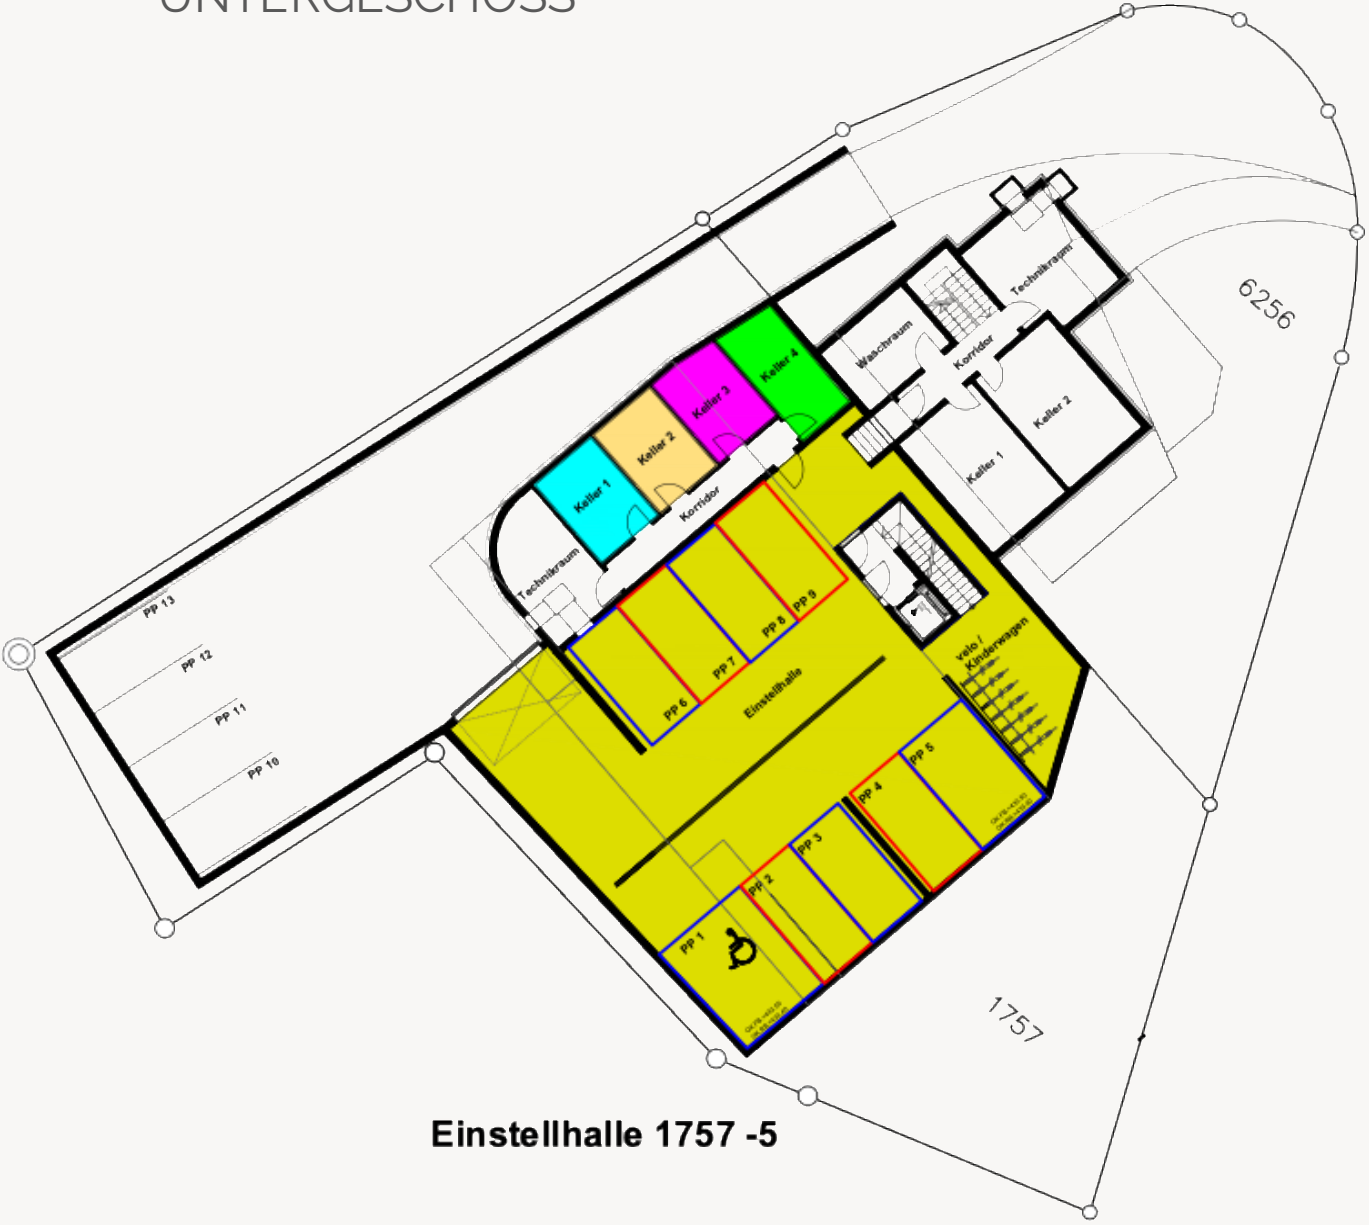 UNTERGESCHOSS
6256
Technikraum
Waschraum
Korridor
Keller 4
Keller 3
Keller 2
Keller 2
Keller 1
Keller 1
Korridor
Technikraum
PP 13
PP 12
PP 11
PP 10
PP 9
PP 8
PP 7
PP 6
Einstellhalle
velo /
Kinderwagen
PP 5
PP 4
PP 3
PP 2
PP 1
1757
Einstellhalle 1757 -5